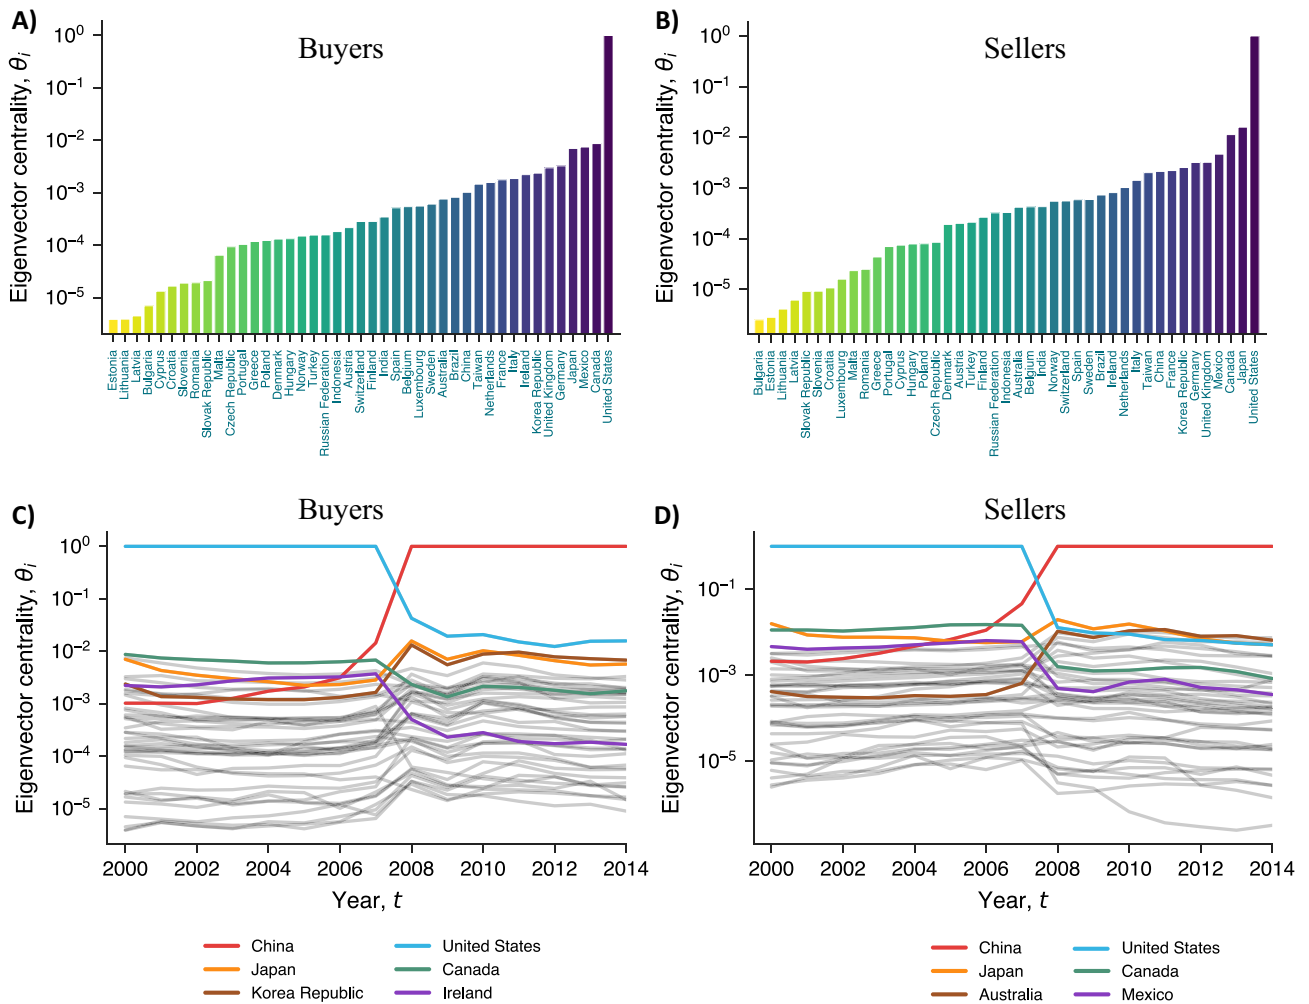 A)
Buyers
Eigenvector centrality, θi
10^0
10^-1
10^-2
10^-3
10^-4
10^-5
Estonia
Lithuania
Latvia
Bulgaria
Cyprus
Croatia
Slovenia
Romania
Slovak Republic
Malta
Czech Republic
Portugal
Greece
Poland
Denmark
Hungary
Norway
Turkey
Russian Federation
Indonesia
Austria
Switzerland
Finland
India
Spain
Belgium
Luxembourg
Sweden
Australia
Brazil
China
Taiwan
Netherlands
France
Italy
Ireland
Korea Republic
United Kingdom
Germany
Japan
Mexico
Canada
United States
B)
Sellers
Eigenvector centrality, θi
10^0
10^-1
10^-2
10^-3
10^-4
10^-5
Bulgaria
Estonia
Lithuania
Latvia
Slovak Republic
Slovenia
Croatia
Luxembourg
Malta
Romania
Greece
Portugal
Cyprus
Hungary
Poland
Czech Republic
Denmark
Austria
Turkey
Finland
Russian Federation
Indonesia
Australia
Belgium
India
Norway
Switzerland
Spain
Sweden
Brazil
Ireland
Netherlands
Italy
Taiwan
China
France
Korea Republic
Germany
United Kingdom
Mexico
Canada
Japan
United States
C)
Buyers
Eigenvector centrality, θi
10^0
10^-1
10^-2
10^-3
10^-4
10^-5
2000 2002 2004 2006 2008 2010 2012 2014
Year, t
China
Japan
Korea Republic
United States
Canada
Ireland
D)
Sellers
Eigenvector centrality, θi
10^-1
10^-3
10^-5
2000 2002 2004 2006 2008 2010 2012 2014
Year, t
China
Japan
Australia
United States
Canada
Mexico